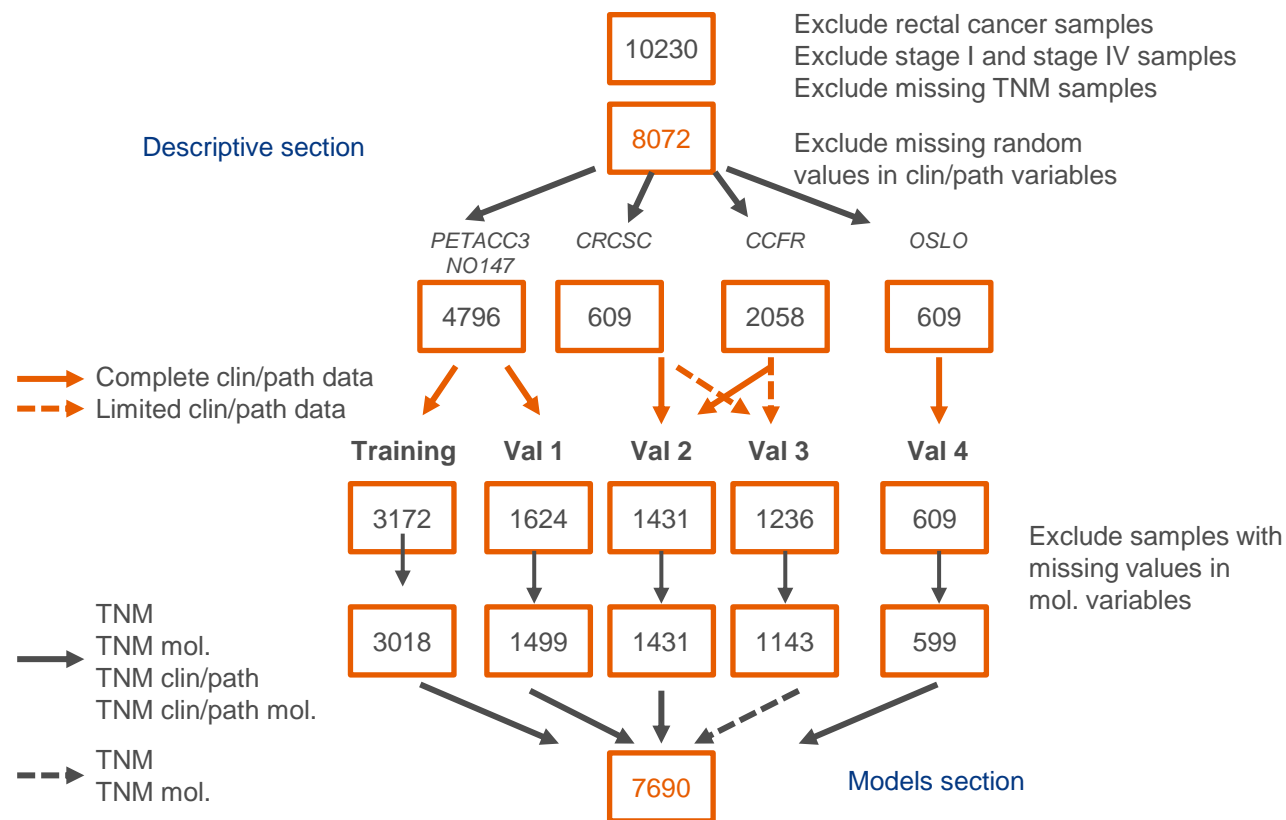 10230
Exclude rectal cancer samples
Exclude stage I and stage IV samples
Exclude missing TNM samples
Descriptive section
8072
Exclude missing random
values in clin/path variables
PETACC3
NO147
CRCSC
CCFR
OSLO
4796
609
2058
609
Complete clin/path data
Limited clin/path data
Training
Val 1
Val 2
Val 3
Val 4
3172
1624
1431
1236
609
Exclude samples with
missing values in
mol. variables
3018
1499
1431
1143
599
TNM
TNM mol.
TNM clin/path
TNM clin/path mol.
TNM
TNM mol.
7690
Models section